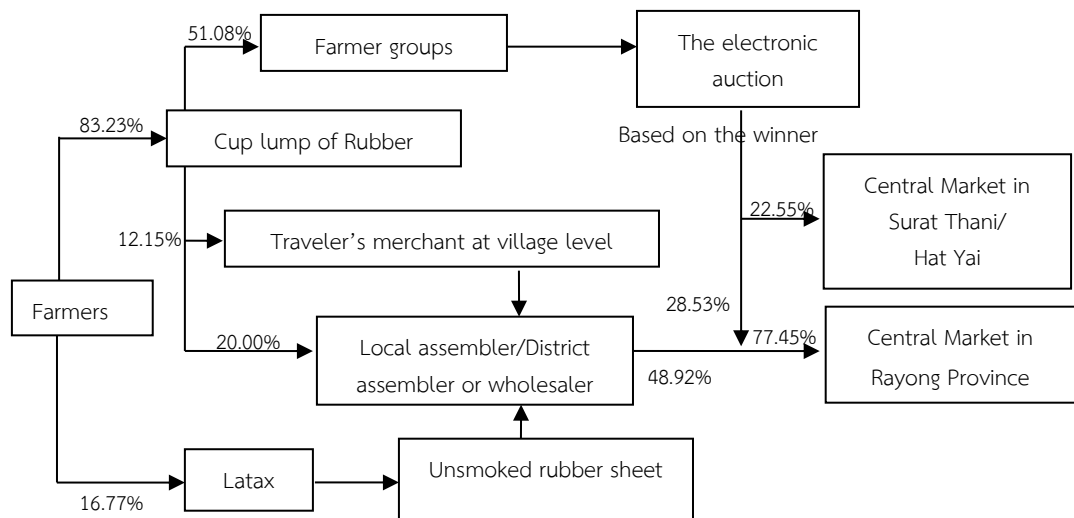 51.08%
Farmer groups
The electronic
auction
83.23%
Cup lump of Rubber
Based on the winner
Central Market in
Surat Thani/
Hat Yai
22.55%
12.15%
Traveler’s merchant at village level
Farmers
28.53%
20.00%
Local assembler/District
assembler or wholesaler
77.45%
48.92%
Central Market in
Rayong Province
16.77%
Latax
Unsmoked rubber sheet